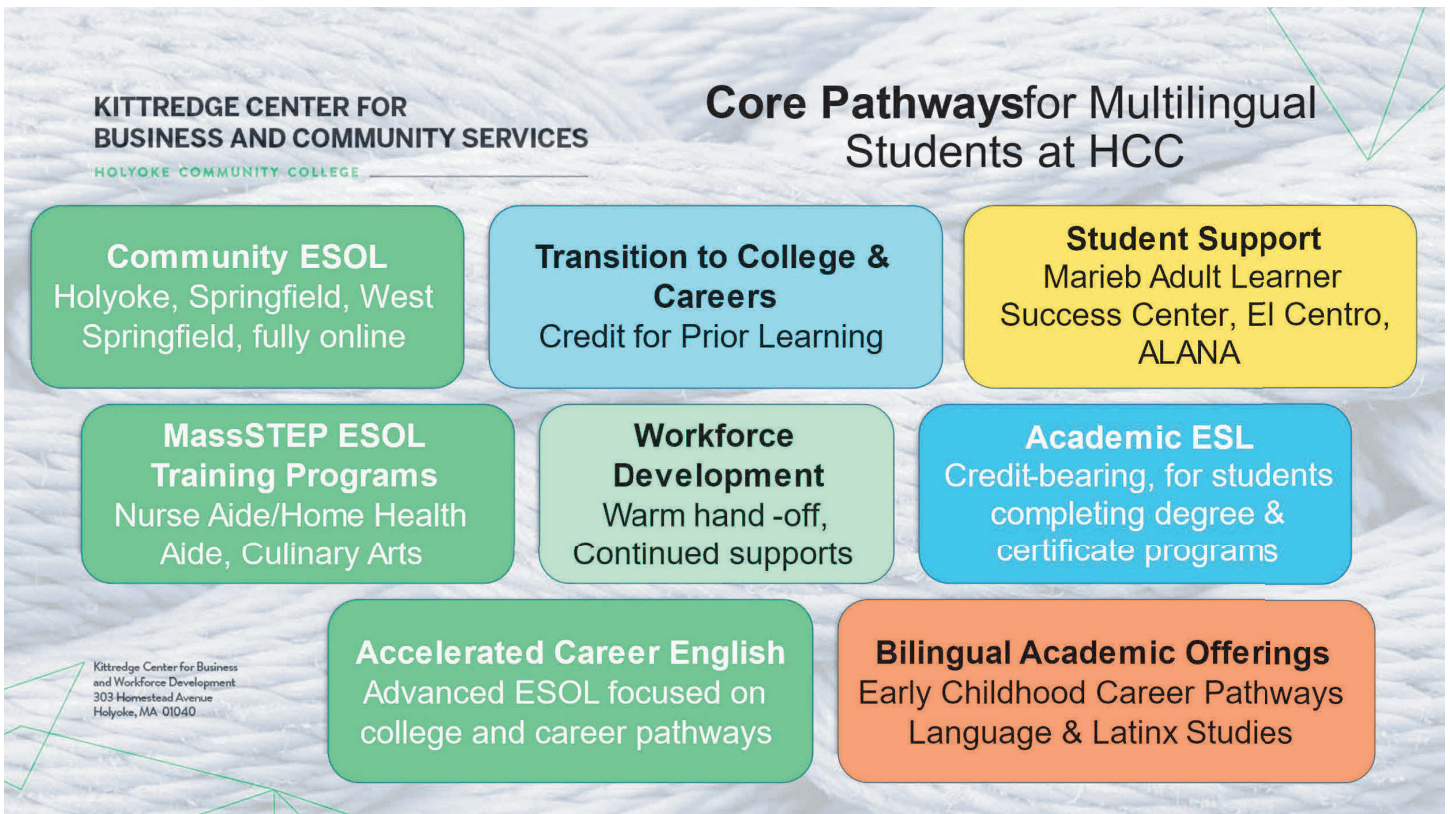 KITTREDGE CENTER FOR
BUSINESS AND COMMUNITY SERVICES
HOLYOKE COMMUNITY COLLEGE
Core Pathwaysfor Multilingual
Students at HCC
Community ESOL
Holyoke, Springfield, West
Springfield, fully online
Transition to College &
Careers
Credit for Prior Learning
Student Support
Marieb Adult Learner
Success Center, El Centro,
ALANA
MassSTEP ESOL
Training Programs
Nurse Aide/Home Health
Aide, Culinary Arts
Workforce
Development
Warm hand -off,
Continued supports
Academic ESL
Credit-bearing, for students
completing degree &
certificate programs
Accelerated Career English
Advanced ESOL focused on
college and career pathways
Bilingual Academic Offerings
Early Childhood Career Pathways
Language & Latinx Studies
Kittredge Center for Business
and Workforce Development
303 Homestead Avenue
Holyoke, MA 01040